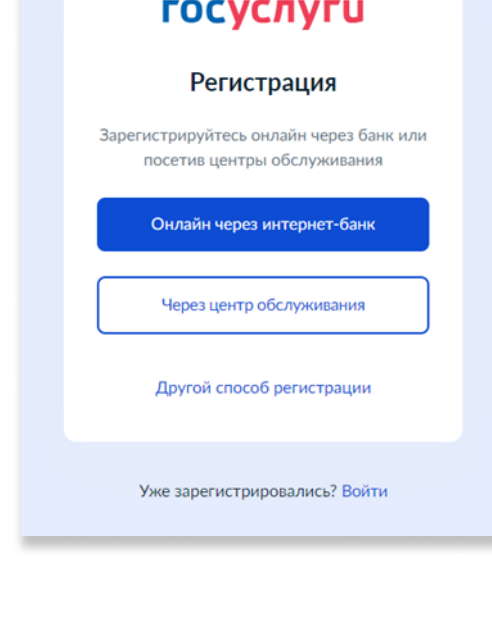 госуслуги
Регистрация
Зарегистрируйтесь онлайн через банк или
посетив центры обслуживания
Онлайн через интернет-банк
Через центр обслуживания
Другой способ регистрации
Уже зарегистрировались? Войти